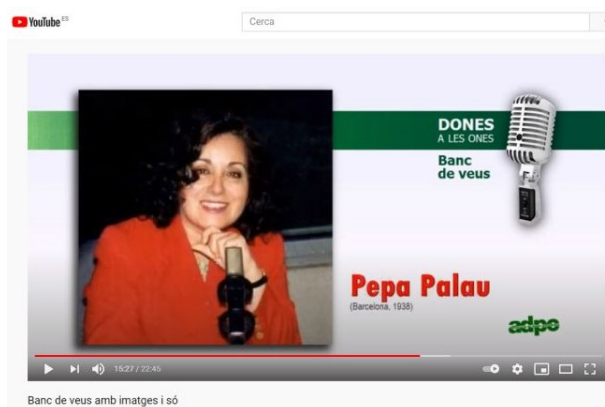 YouTube ES
Cerca
DONES
A LES ONES
Banc
de veus
Pepa Palau
(Barcelona, 1938)
adpo
15:27 / 22:45
Banc de veus amb imatges i só